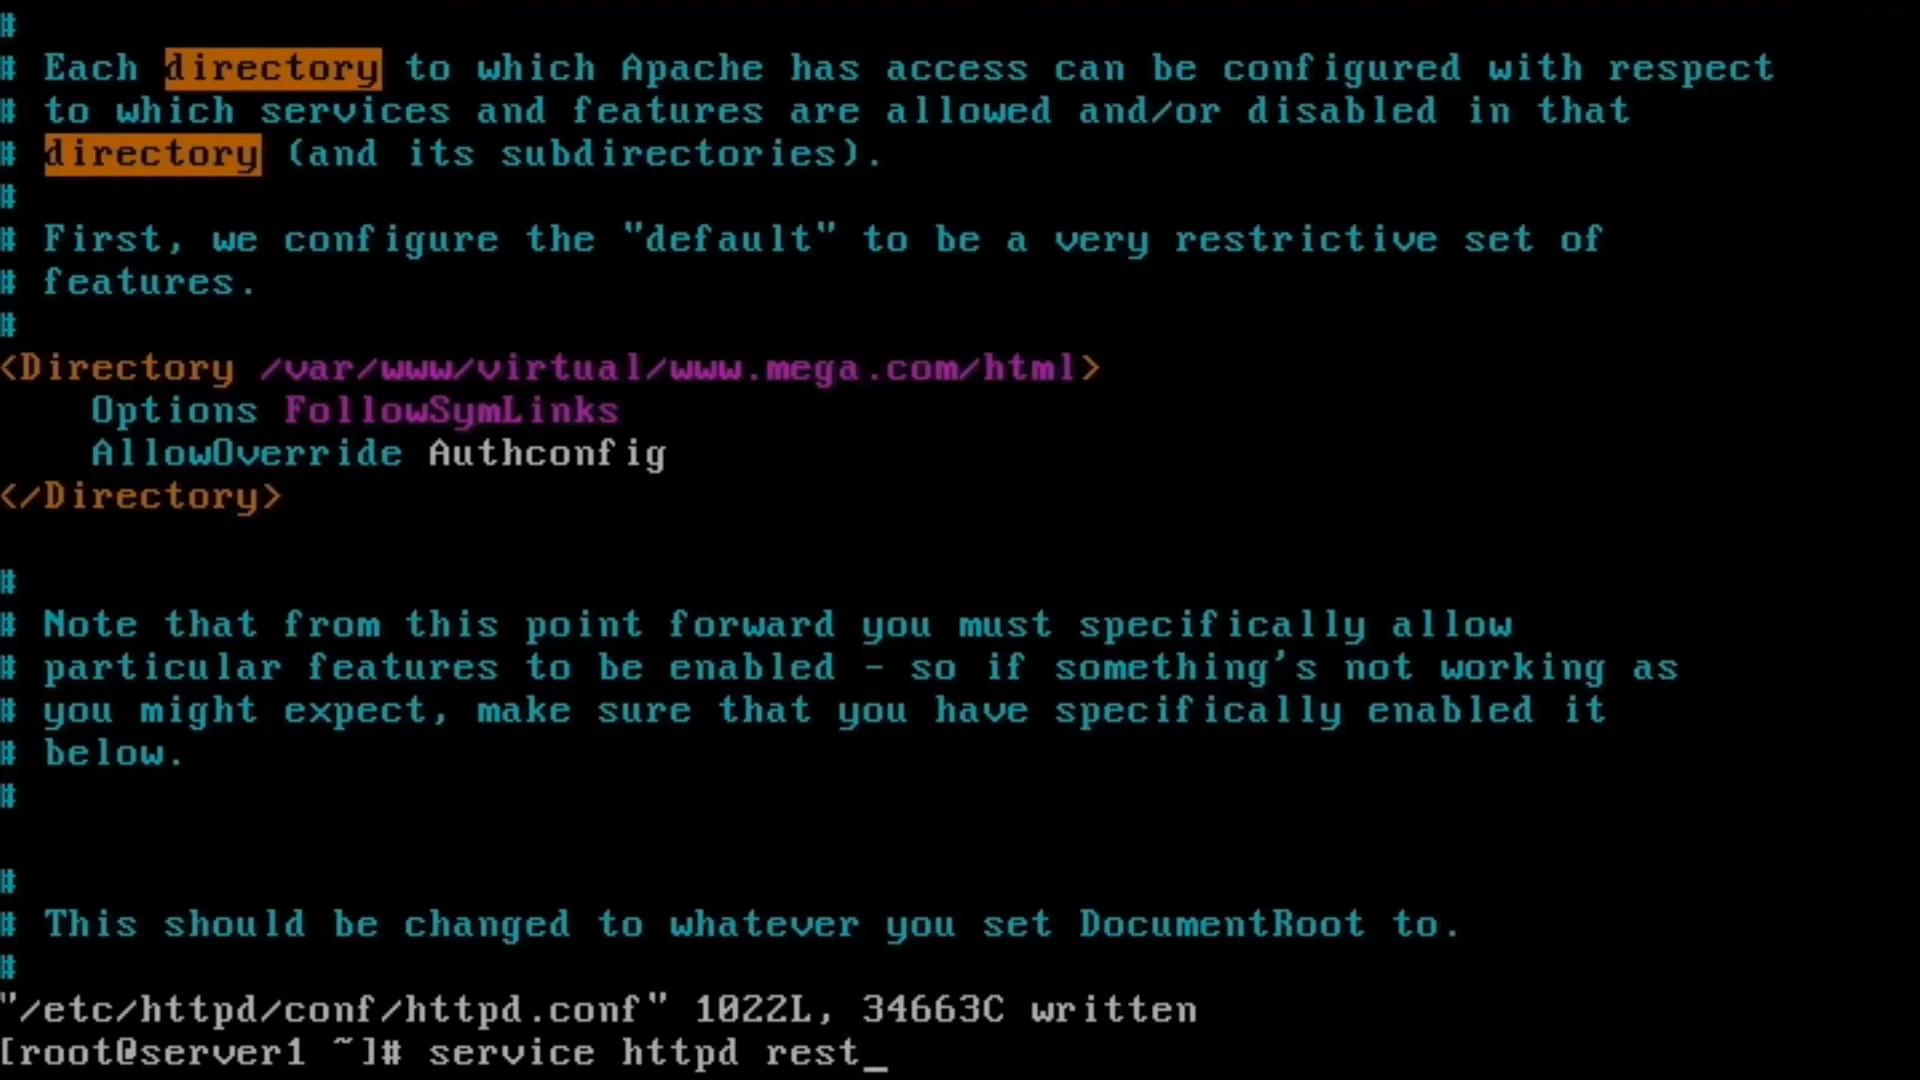 #
# Each directory to which Apache has access can be configured with respect
# to which services and features are allowed and/or disabled in that
# directory (and its subdirectories).
#
# First, we configure the "default" to be a very restrictive set of
# features.
#
<Directory /var/www/virtual/www.mega.com/html>
    Options FollowSymLinks
    AllowOverride Authconfig
</Directory>

#
# Note that from this point forward you must specifically allow
# particular features to be enabled - so if something's not working as
# you might expect, make sure that you have specifically enabled it
# below.
#

#
# This should be changed to whatever you set DocumentRoot to.
#
"/etc/httpd/conf/httpd.conf" 1022L, 34663C written
[root@server1 ~]# service httpd rest_